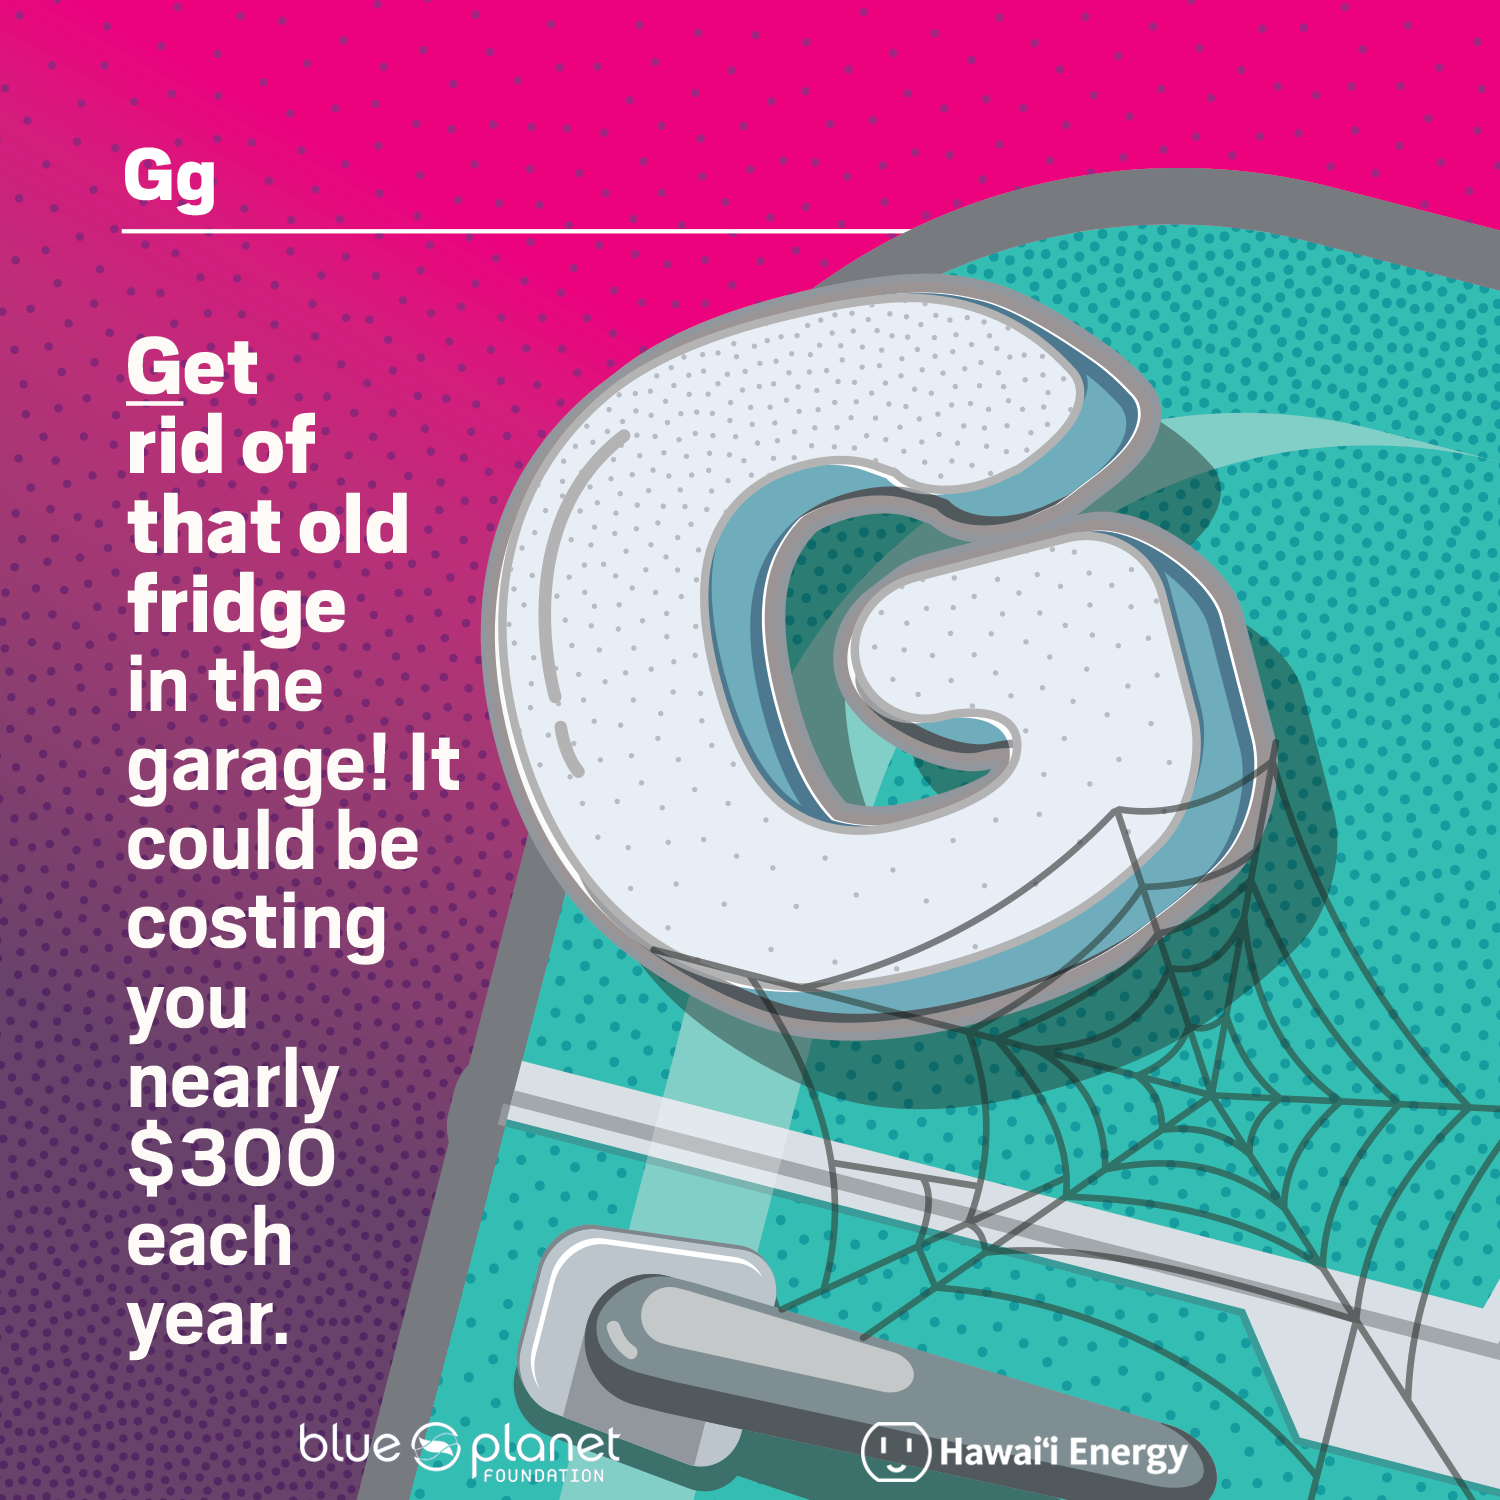 Gg
Get
rid of
that old
fridge
in the
garage! It
could be
costing
you
nearly
$300
each
year.
G
blue planet
FOUNDATION
Hawai‘i Energy